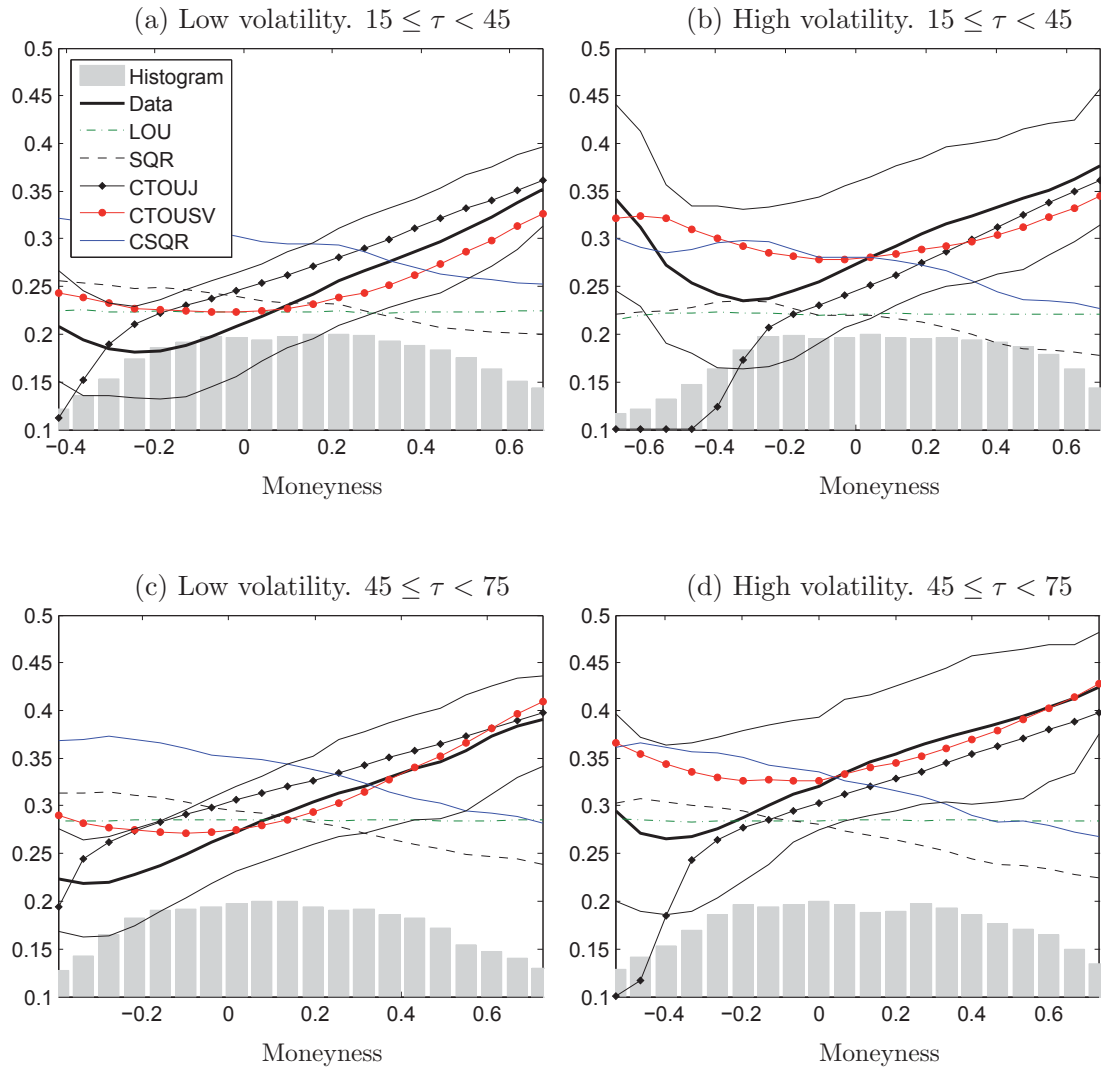 (a) Low volatility. 15 ≤ τ < 45
0.5
0.45
0.4
0.35
0.3
0.25
0.2
0.15
0.1
Histogram
Data
LOU
SQR
CTOUJ
CTOUSV
CSQR
−0.4 −0.2 0 0.2 0.4 0.6
Moneyness
(b) High volatility. 15 ≤ τ < 45
0.5
0.45
0.4
0.35
0.3
0.25
0.2
0.15
0.1
−0.6 −0.4 −0.2 0 0.2 0.4 0.6
Moneyness
(c) Low volatility. 45 ≤ τ < 75
0.5
0.45
0.4
0.35
0.3
0.25
0.2
0.15
0.1
−0.2 0 0.2 0.4 0.6
Moneyness
(d) High volatility. 45 ≤ τ < 75
0.5
0.45
0.4
0.35
0.3
0.25
0.2
0.15
0.1
−0.4 −0.2 0 0.2 0.4 0.6
Moneyness